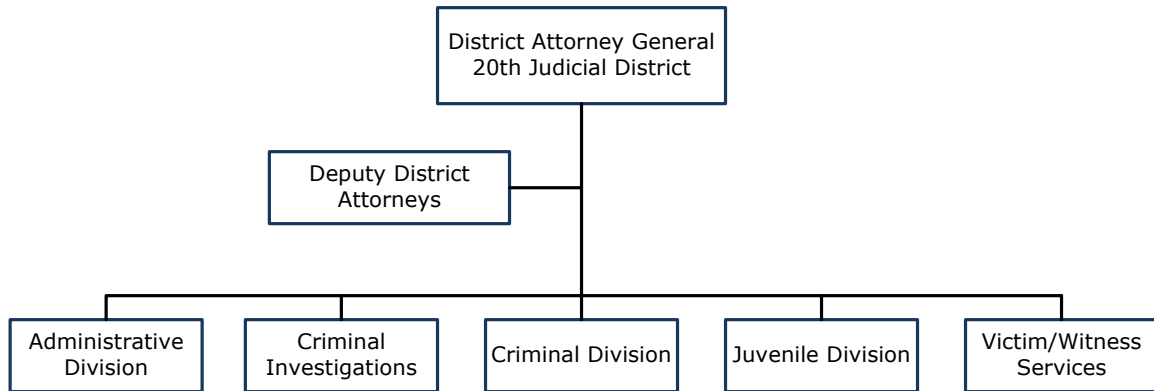 District Attorney General
20th Judicial District
Deputy District
Attorneys
Administrative
Division
Criminal
Investigations
Criminal Division
Juvenile Division
Victim/Witness
Services